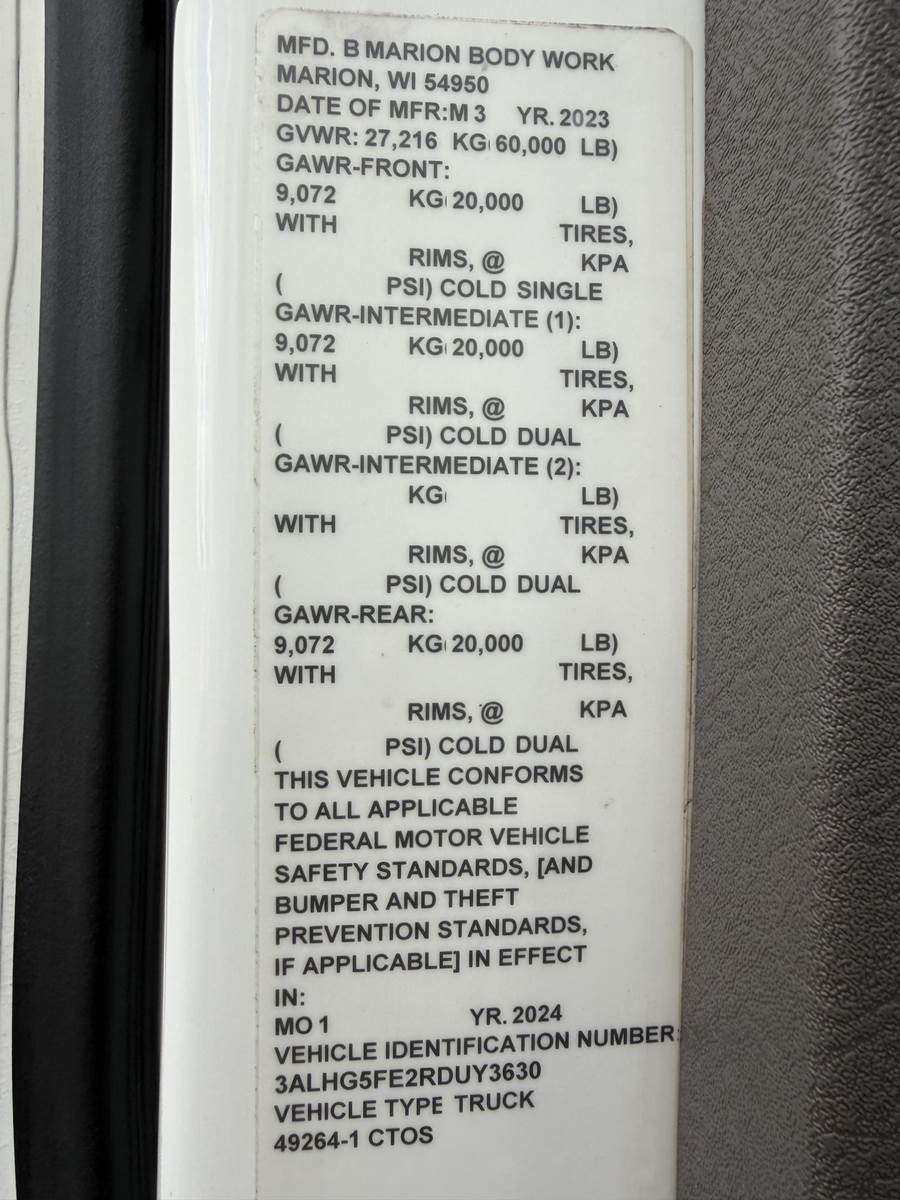 MFD. B MARION BODY WORK
MARION, WI 54950
DATE OF MFR:M 3 YR. 2023
GVWR: 27,216 KG 60,000 LB)
GAWR-FRONT:
9,072 KG 20,000 LB)
WITH TIRES,
RIMS, @ KPA
( PSI) COLD SINGLE
GAWR-INTERMEDIATE (1):
9,072 KG 20,000 LB)
WITH TIRES,
RIMS, @ KPA
( PSI) COLD DUAL
GAWR-INTERMEDIATE (2):
KG LB)
WITH TIRES,
RIMS, @ KPA
( PSI) COLD DUAL
GAWR-REAR:
9,072 KG 20,000 LB)
WITH TIRES,
RIMS, @ KPA
( PSI) COLD DUAL
THIS VEHICLE CONFORMS
TO ALL APPLICABLE
FEDERAL MOTOR VEHICLE
SAFETY STANDARDS, [AND
BUMPER AND THEFT
PREVENTION STANDARDS,
IF APPLICABLE] IN EFFECT
IN:
MO 1 YR. 2024
VEHICLE IDENTIFICATION NUMBER:
3ALHG5FE2RDUY3630
VEHICLE TYPE TRUCK
49264-1 CTOS